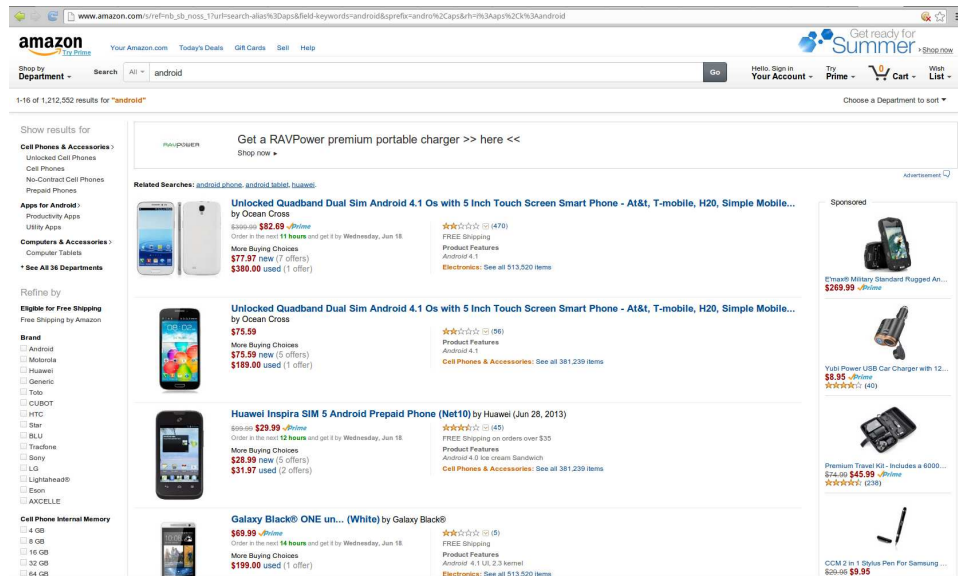 www.amazon.com/s/ref=nb_sb_noss_1?url=search-alias%3Daps&field-keywords=android&sprefix=andro%2Caps&rh=i%3Aaps%2Ck%3Aandroid
amazon
Try Prime
Your Amazon.com Today's Deals Gift Cards Sell Help
Get ready for
Summer
Shop now
Shop by
Department
Search All android Go
Hello. Sign in
Your Account
Try
Prime
0
Cart
Wish
List
1-16 of 1,212,552 results for "android"
Choose a Department to sort
Show results for
Cell Phones & Accessories
Unlocked Cell Phones
Cell Phones
No-Contract Cell Phones
Prepaid Phones
Apps for Android
Productivity Apps
Utility Apps
Computers & Accessories
Computer Tablets
See All 36 Departments
Refine by
Eligible for Free Shipping
Free Shipping by Amazon
Brand
Android
Motorola
Huawei
Generic
Toto
CUBOT
HTC
Star
BLU
Tracfone
Sony
LG
Lightahead®
Eson
AXCELLE
Cell Phone Internal Memory
4 GB
8 GB
16 GB
32 GB
64 GB
RAVPOWER
Get a RAVPower premium portable charger >> here <<
Shop now
Advertisement
Related Searches: android phone, android tablet, huawei.
Unlocked Quadband Dual Sim Android 4.1 Os with 5 Inch Touch Screen Smart Phone - At&t, T-mobile, H20, Simple Mobile...
by Ocean Cross
$399.99 $82.69 Prime
Order in the next 11 hours and get it by Wednesday, Jun 18.
More Buying Choices
$77.97 new (7 offers)
$380.00 used (1 offer)
(470)
FREE Shipping
Product Features
Android 4.1
Electronics: See all 513,520 items
Unlocked Quadband Dual Sim Android 4.1 Os with 5 Inch Touch Screen Smart Phone - At&t, T-mobile, H20, Simple Mobile...
by Ocean Cross
$75.59
More Buying Choices
$75.59 new (5 offers)
$189.00 used (1 offer)
(56)
Product Features
Android 4.1
Cell Phones & Accessories: See all 381,239 items
Huawei Inspira SIM 5 Android Prepaid Phone (Net10) by Huawei (Jun 28, 2013)
$99.99 $29.99 Prime
Order in the next 12 hours and get it by Wednesday, Jun 18.
More Buying Choices
$28.99 new (5 offers)
$31.97 used (2 offers)
(45)
FREE Shipping on orders over $35
Product Features
Android 4.0 Ice cream Sandwich
Cell Phones & Accessories: See all 381,239 items
Galaxy Black® ONE un... (White) by Galaxy Black®
$69.99 Prime
Order in the next 14 hours and get it by Wednesday, Jun 18.
More Buying Choices
$199.00 used (1 offer)
(5)
FREE Shipping
Product Features
Android 4.1 UI, 2.3 kernel
Electronics: See all 513,520 items
Sponsored
E'max® Military Standard Rugged An...
$269.99 Prime
Yubi Power USB Car Charger with 12...
$8.95 Prime
(40)
Premium Travel Kit - Includes a 6000...
$74.99 $45.99 Prime
(238)
CCM 2 in 1 Stylus Pen For Samsung ...
$29.95 $9.95